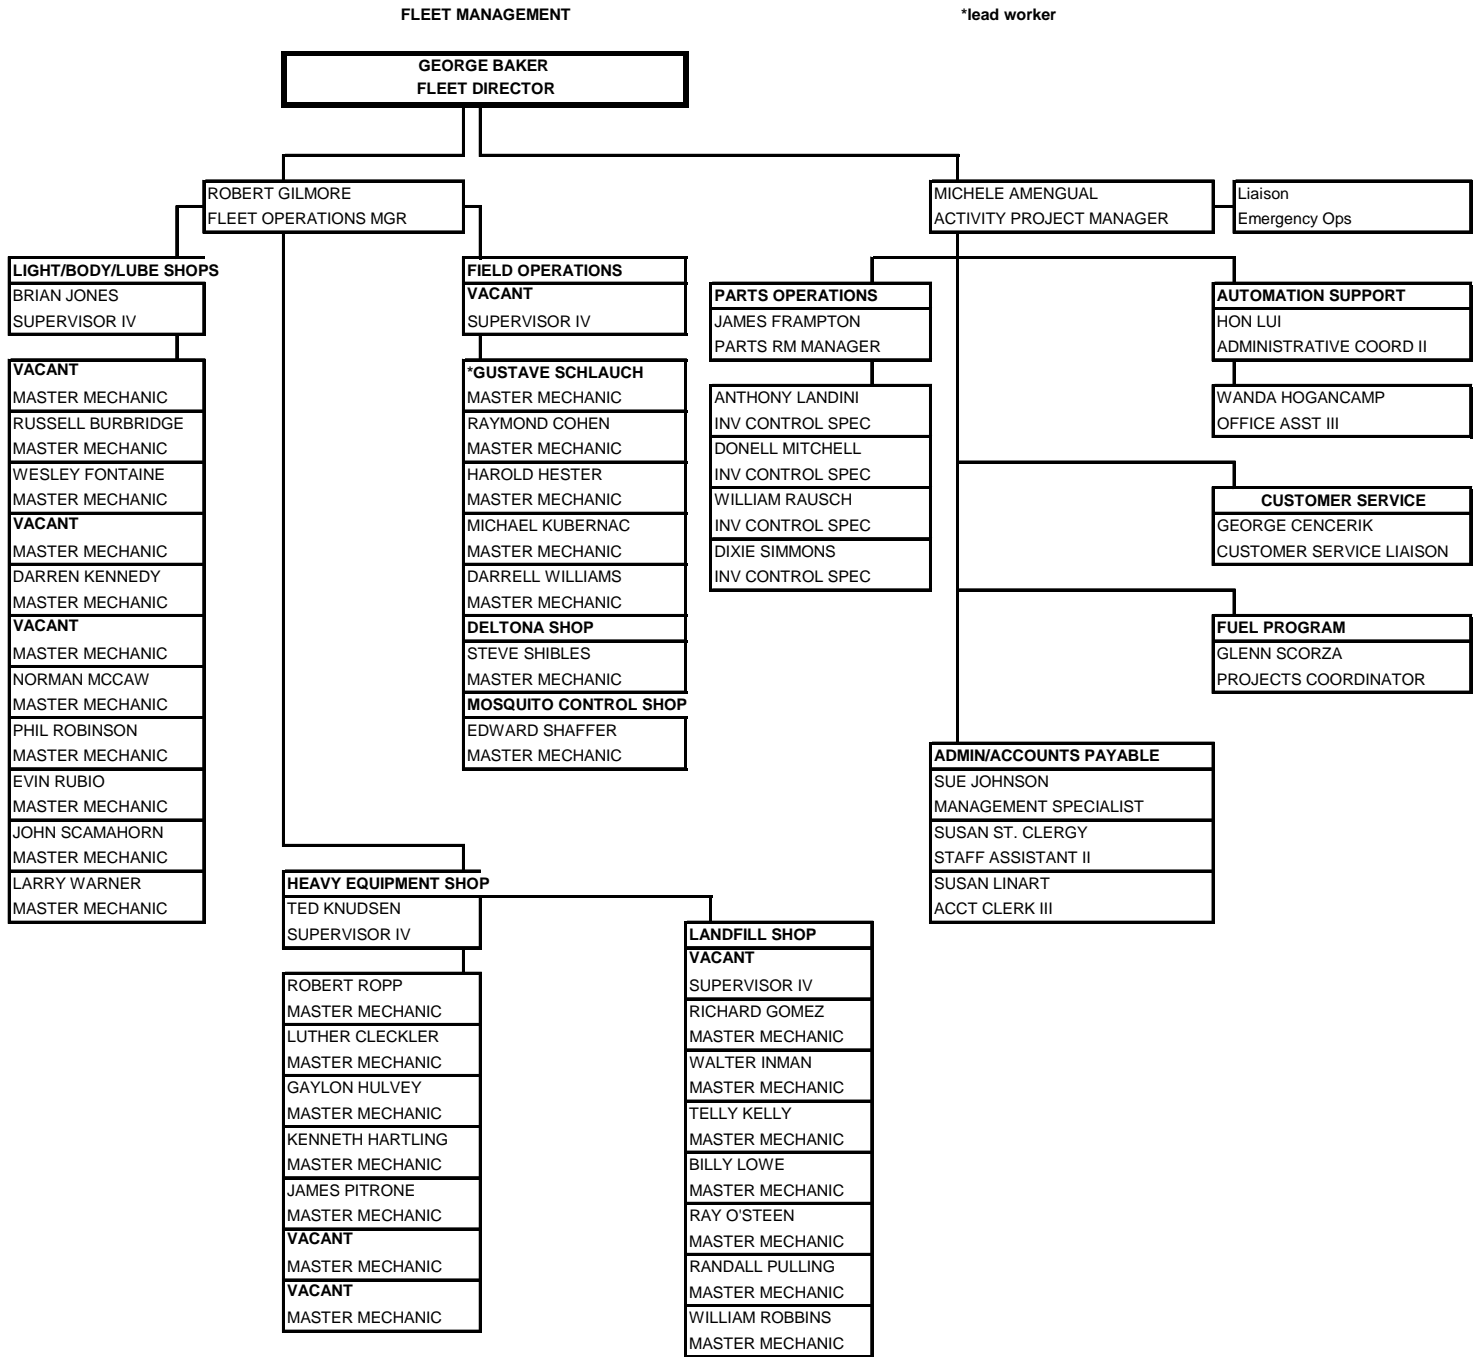 FLEET MANAGEMENT
*lead worker
GEORGE BAKER
FLEET DIRECTOR
ROBERT GILMORE
FLEET OPERATIONS MGR
MICHELE AMENGUAL
ACTIVITY PROJECT MANAGER
Liaison
Emergency Ops
LIGHT/BODY/LUBE SHOPS
BRIAN JONES
SUPERVISOR IV
VACANT
MASTER MECHANIC
RUSSELL BURBRIDGE
MASTER MECHANIC
WESLEY FONTAINE
MASTER MECHANIC
VACANT
MASTER MECHANIC
DARREN KENNEDY
MASTER MECHANIC
VACANT
MASTER MECHANIC
NORMAN MCCAW
MASTER MECHANIC
PHIL ROBINSON
MASTER MECHANIC
EVIN RUBIO
MASTER MECHANIC
JOHN SCAMAHORN
MASTER MECHANIC
LARRY WARNER
MASTER MECHANIC
FIELD OPERATIONS
VACANT
SUPERVISOR IV
*GUSTAVE SCHLAUCH
MASTER MECHANIC
RAYMOND COHEN
MASTER MECHANIC
HAROLD HESTER
MASTER MECHANIC
MICHAEL KUBERNAC
MASTER MECHANIC
DARRELL WILLIAMS
MASTER MECHANIC
DELTONA SHOP
STEVE SHIBLES
MASTER MECHANIC
MOSQUITO CONTROL SHOP
EDWARD SHAFFER
MASTER MECHANIC
PARTS OPERATIONS
JAMES FRAMPTON
PARTS RM MANAGER
ANTHONY LANDINI
INV CONTROL SPEC
DONELL MITCHELL
INV CONTROL SPEC
WILLIAM RAUSCH
INV CONTROL SPEC
DIXIE SIMMONS
INV CONTROL SPEC
AUTOMATION SUPPORT
HON LUI
ADMINISTRATIVE COORD II
WANDA HOGANCAMP
OFFICE ASST III
CUSTOMER SERVICE
GEORGE CENCERIK
CUSTOMER SERVICE LIAISON
FUEL PROGRAM
GLENN SCORZA
PROJECTS COORDINATOR
ADMIN/ACCOUNTS PAYABLE
SUE JOHNSON
MANAGEMENT SPECIALIST
SUSAN ST. CLERGY
STAFF ASSISTANT II
SUSAN LINART
ACCT CLERK III
HEAVY EQUIPMENT SHOP
TED KNUDSEN
SUPERVISOR IV
ROBERT ROPP
MASTER MECHANIC
LUTHER CLECKLER
MASTER MECHANIC
GAYLON HULVEY
MASTER MECHANIC
KENNETH HARTLING
MASTER MECHANIC
JAMES PITRONE
MASTER MECHANIC
VACANT
MASTER MECHANIC
VACANT
MASTER MECHANIC
LANDFILL SHOP
VACANT
SUPERVISOR IV
RICHARD GOMEZ
MASTER MECHANIC
WALTER INMAN
MASTER MECHANIC
TELLY KELLY
MASTER MECHANIC
BILLY LOWE
MASTER MECHANIC
RAY O'STEEN
MASTER MECHANIC
RANDALL PULLING
MASTER MECHANIC
WILLIAM ROBBINS
MASTER MECHANIC